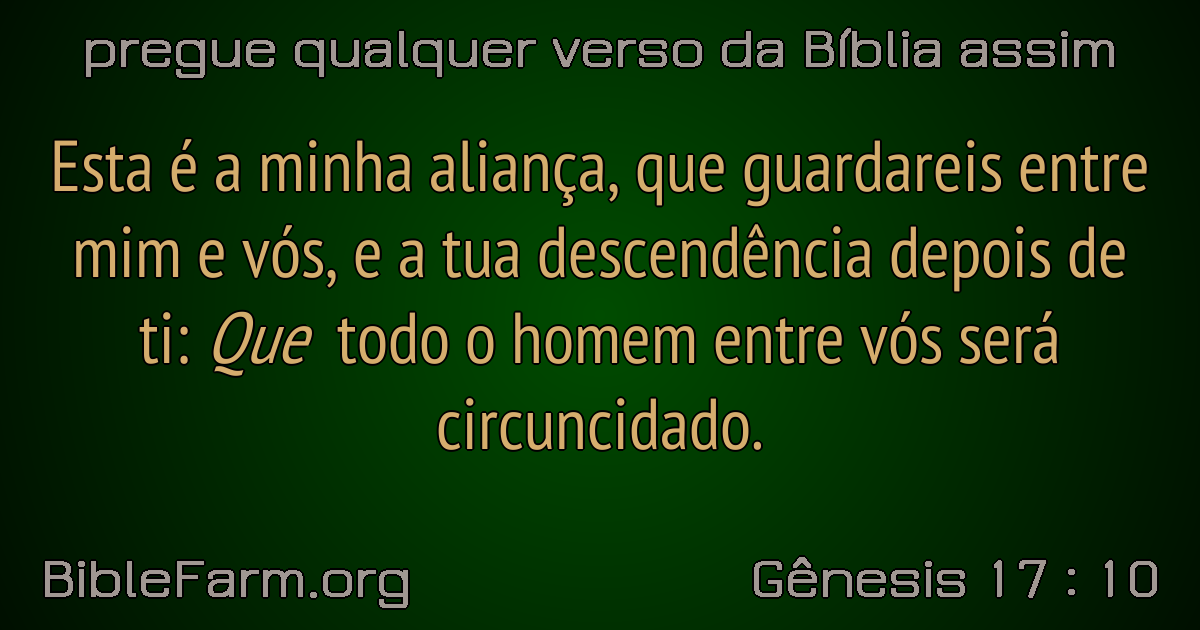 pregue qualquer verso da Bíblia assim
Esta é a minha aliança, que guardareis entre
mim e vós, e a tua descendência depois de
ti: Que todo o homem entre vós será
circuncidado.
BibleFarm.org
Gênesis 17 : 10